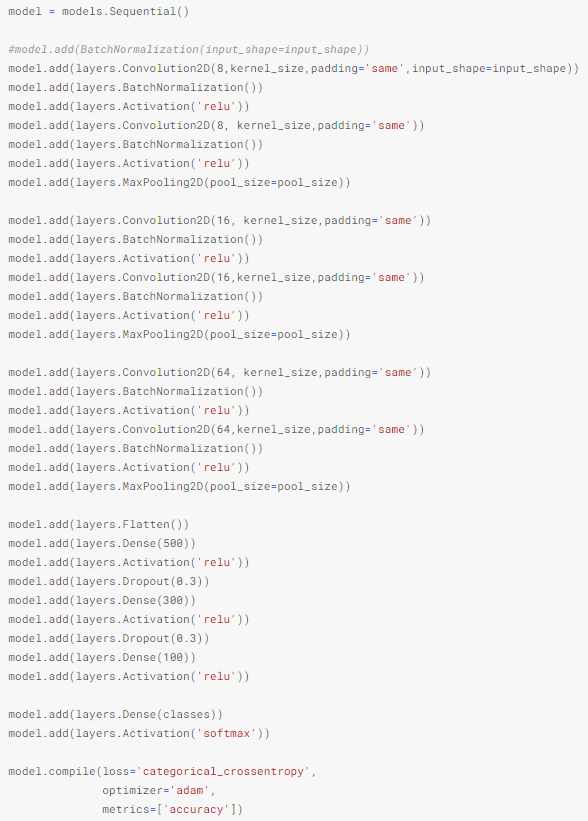 model = models.Sequential()
#model.add(BatchNormalization(input_shape=input_shape))
model.add(layers.Convolution2D(8,kernel_size,padding='same',input_shape=input_shape))
model.add(layers.BatchNormalization())
model.add(layers.Activation('relu'))
model.add(layers.Convolution2D(8, kernel_size,padding='same'))
model.add(layers.BatchNormalization())
model.add(layers.Activation('relu'))
model.add(layers.MaxPooling2D(pool_size=pool_size))
model.add(layers.Convolution2D(16, kernel_size,padding='same'))
model.add(layers.BatchNormalization())
model.add(layers.Activation('relu'))
model.add(layers.Convolution2D(16,kernel_size,padding='same'))
model.add(layers.BatchNormalization())
model.add(layers.Activation('relu'))
model.add(layers.MaxPooling2D(pool_size=pool_size))
model.add(layers.Convolution2D(64, kernel_size,padding='same'))
model.add(layers.BatchNormalization())
model.add(layers.Activation('relu'))
model.add(layers.Convolution2D(64,kernel_size,padding='same'))
model.add(layers.BatchNormalization())
model.add(layers.Activation('relu'))
model.add(layers.MaxPooling2D(pool_size=pool_size))
model.add(layers.Flatten())
model.add(layers.Dense(500))
model.add(layers.Activation('relu'))
model.add(layers.Dropout(0.3))
model.add(layers.Dense(300))
model.add(layers.Activation('relu'))
model.add(layers.Dropout(0.3))
model.add(layers.Dense(100))
model.add(layers.Activation('relu'))
model.add(layers.Dense(classes))
model.add(layers.Activation('softmax'))
model.compile(loss='categorical_crossentropy',
              optimizer='adam',
              metrics=['accuracy'])